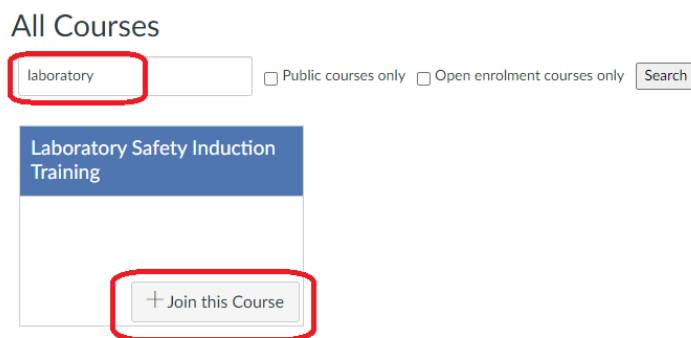 All Courses
laboratory Public courses only Open enrolment courses only Search
Laboratory Safety Induction
Training
Join this Course